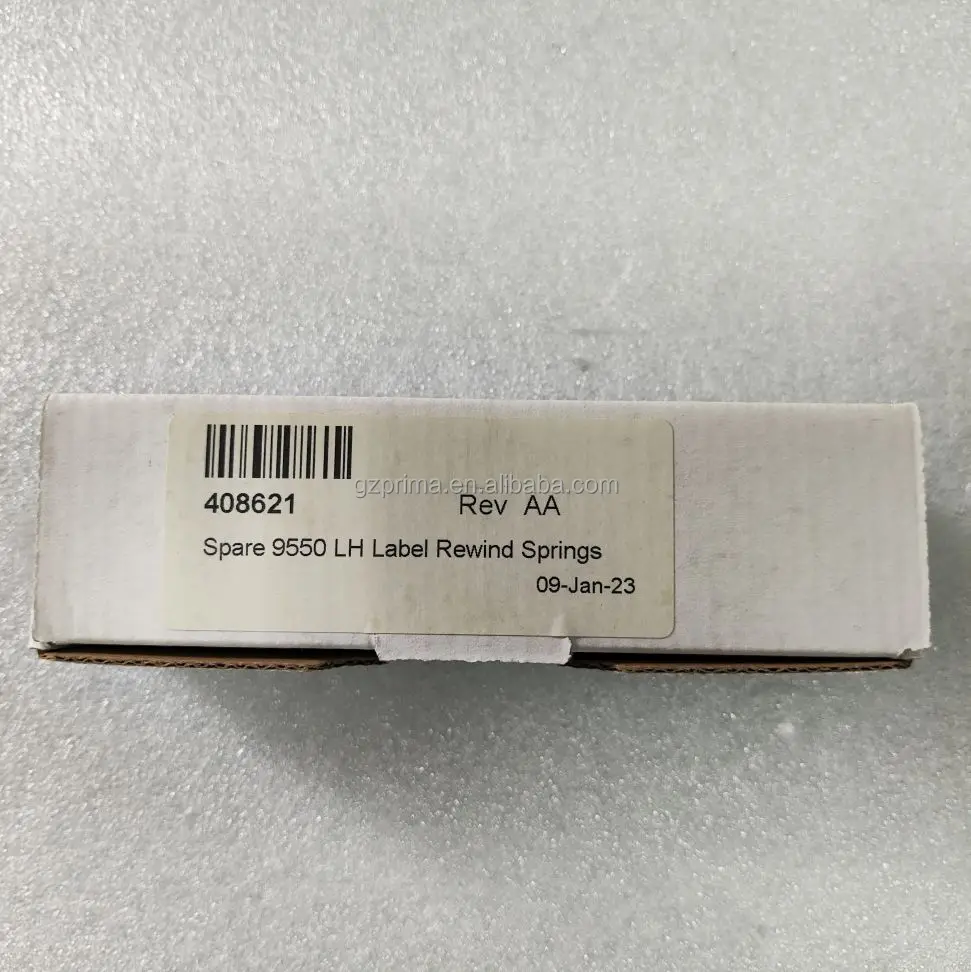 gzprima.en.alibaba.com
408621 Rev AA
Spare 9550 LH Label Rewind Springs
09-Jan-23